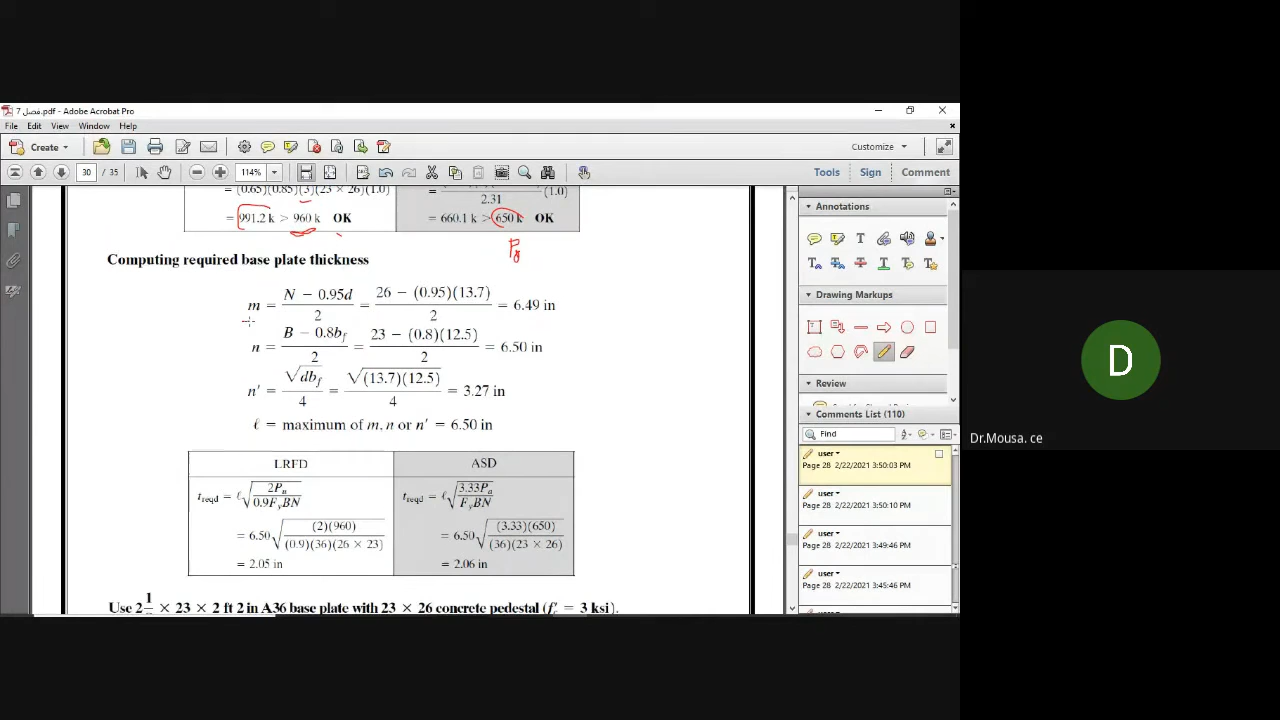 فصل 7.pdf - Adobe Acrobat Pro
File Edit View Window Help
Create Customize
30 / 35 114% Tools Sign Comment
= (0.65)(0.85)(3)(23 × 26)(1.0)
2.31 (1.0)
= 991.2 k > 960 k OK
= 660.1 k > 650 k OK
Computing required base plate thickness
m = N − 0.95d / 2 = 26 − (0.95)(13.7) / 2 = 6.49 in
n = B − 0.8b_f / 2 = 23 − (0.8)(12.5) / 2 = 6.50 in
n′ = √db_f / 4 = √(13.7)(12.5) / 4 = 3.27 in
ℓ = maximum of m, n or n′ = 6.50 in
LRFD
t_reqd = ℓ√2P_u / 0.9F_yBN
= 6.50√(2)(960) / (0.9)(36)(26 × 23)
= 2.05 in
ASD
t_reqd = ℓ√3.33P_a / F_yBN
= 6.50√(3.33)(650) / (36)(23 × 26)
= 2.06 in
Use 2 1 × 23 × 2 ft 2 in A36 base plate with 23 × 26 concrete pedestal (f′c = 3 ksi).
Annotations
Drawing Markups
Review
Comments List (110)
Find
user
Page 28 2/22/2021 3:50:03 PM
user
Page 28 2/22/2021 3:50:10 PM
user
Page 28 2/22/2021 3:49:46 PM
user
Page 28 2/22/2021 3:45:46 PM
user
D
Dr.Mousa. ce